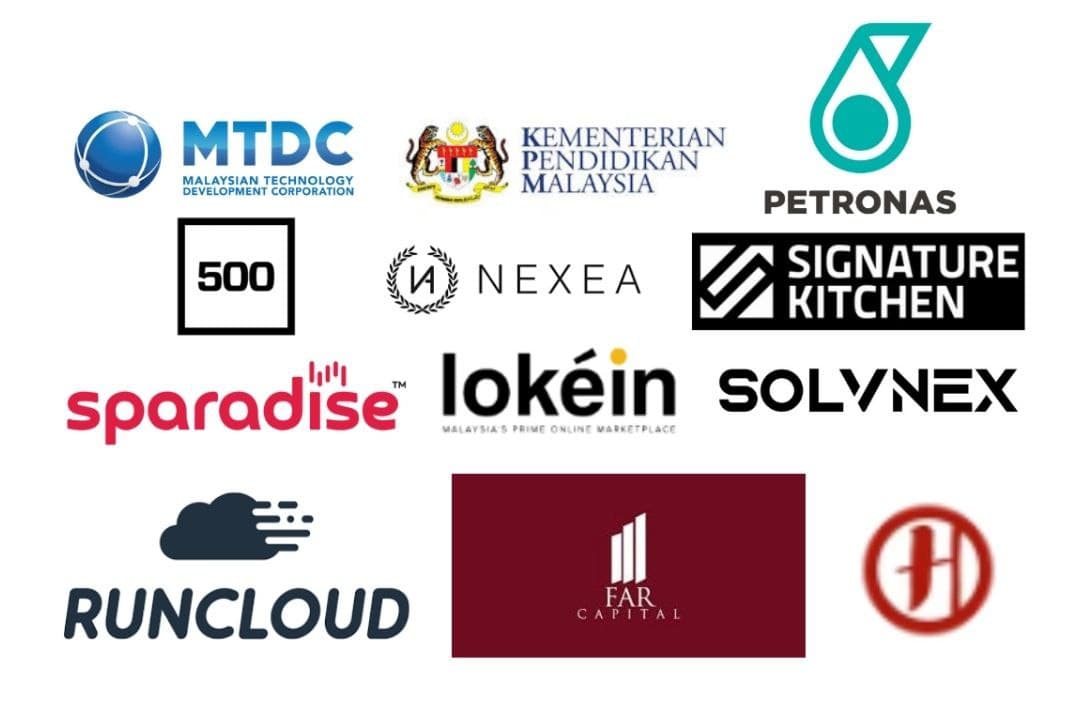 MTDC
MALAYSIAN TECHNOLOGY
DEVELOPMENT CORPORATION
KEMENTERIAN
PENDIDIKAN
MALAYSIA
PETRONAS
500
NEXEA
SIGNATURE
KITCHEN
sparadise™
lokéin
MALAYSIA'S PRIME ONLINE MARKETPLACE
SOLVNEX
RUNCLOUD
FAR
CAPITAL
H